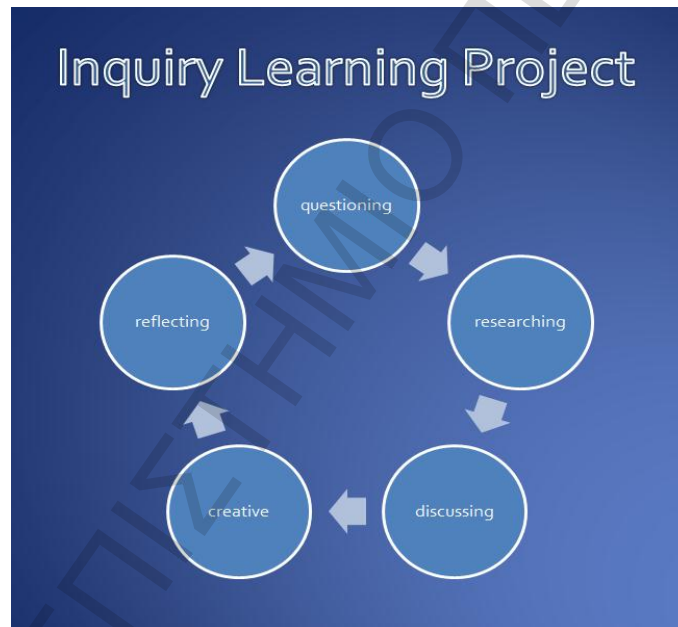 Inquiry Learning Project
questioning
researching
discussing
creative
reflecting